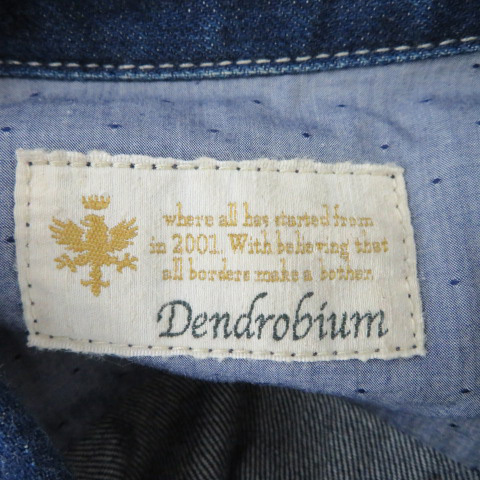 where all has started from
in 2001. With believing that
all borders make a bother.
Dendrobium